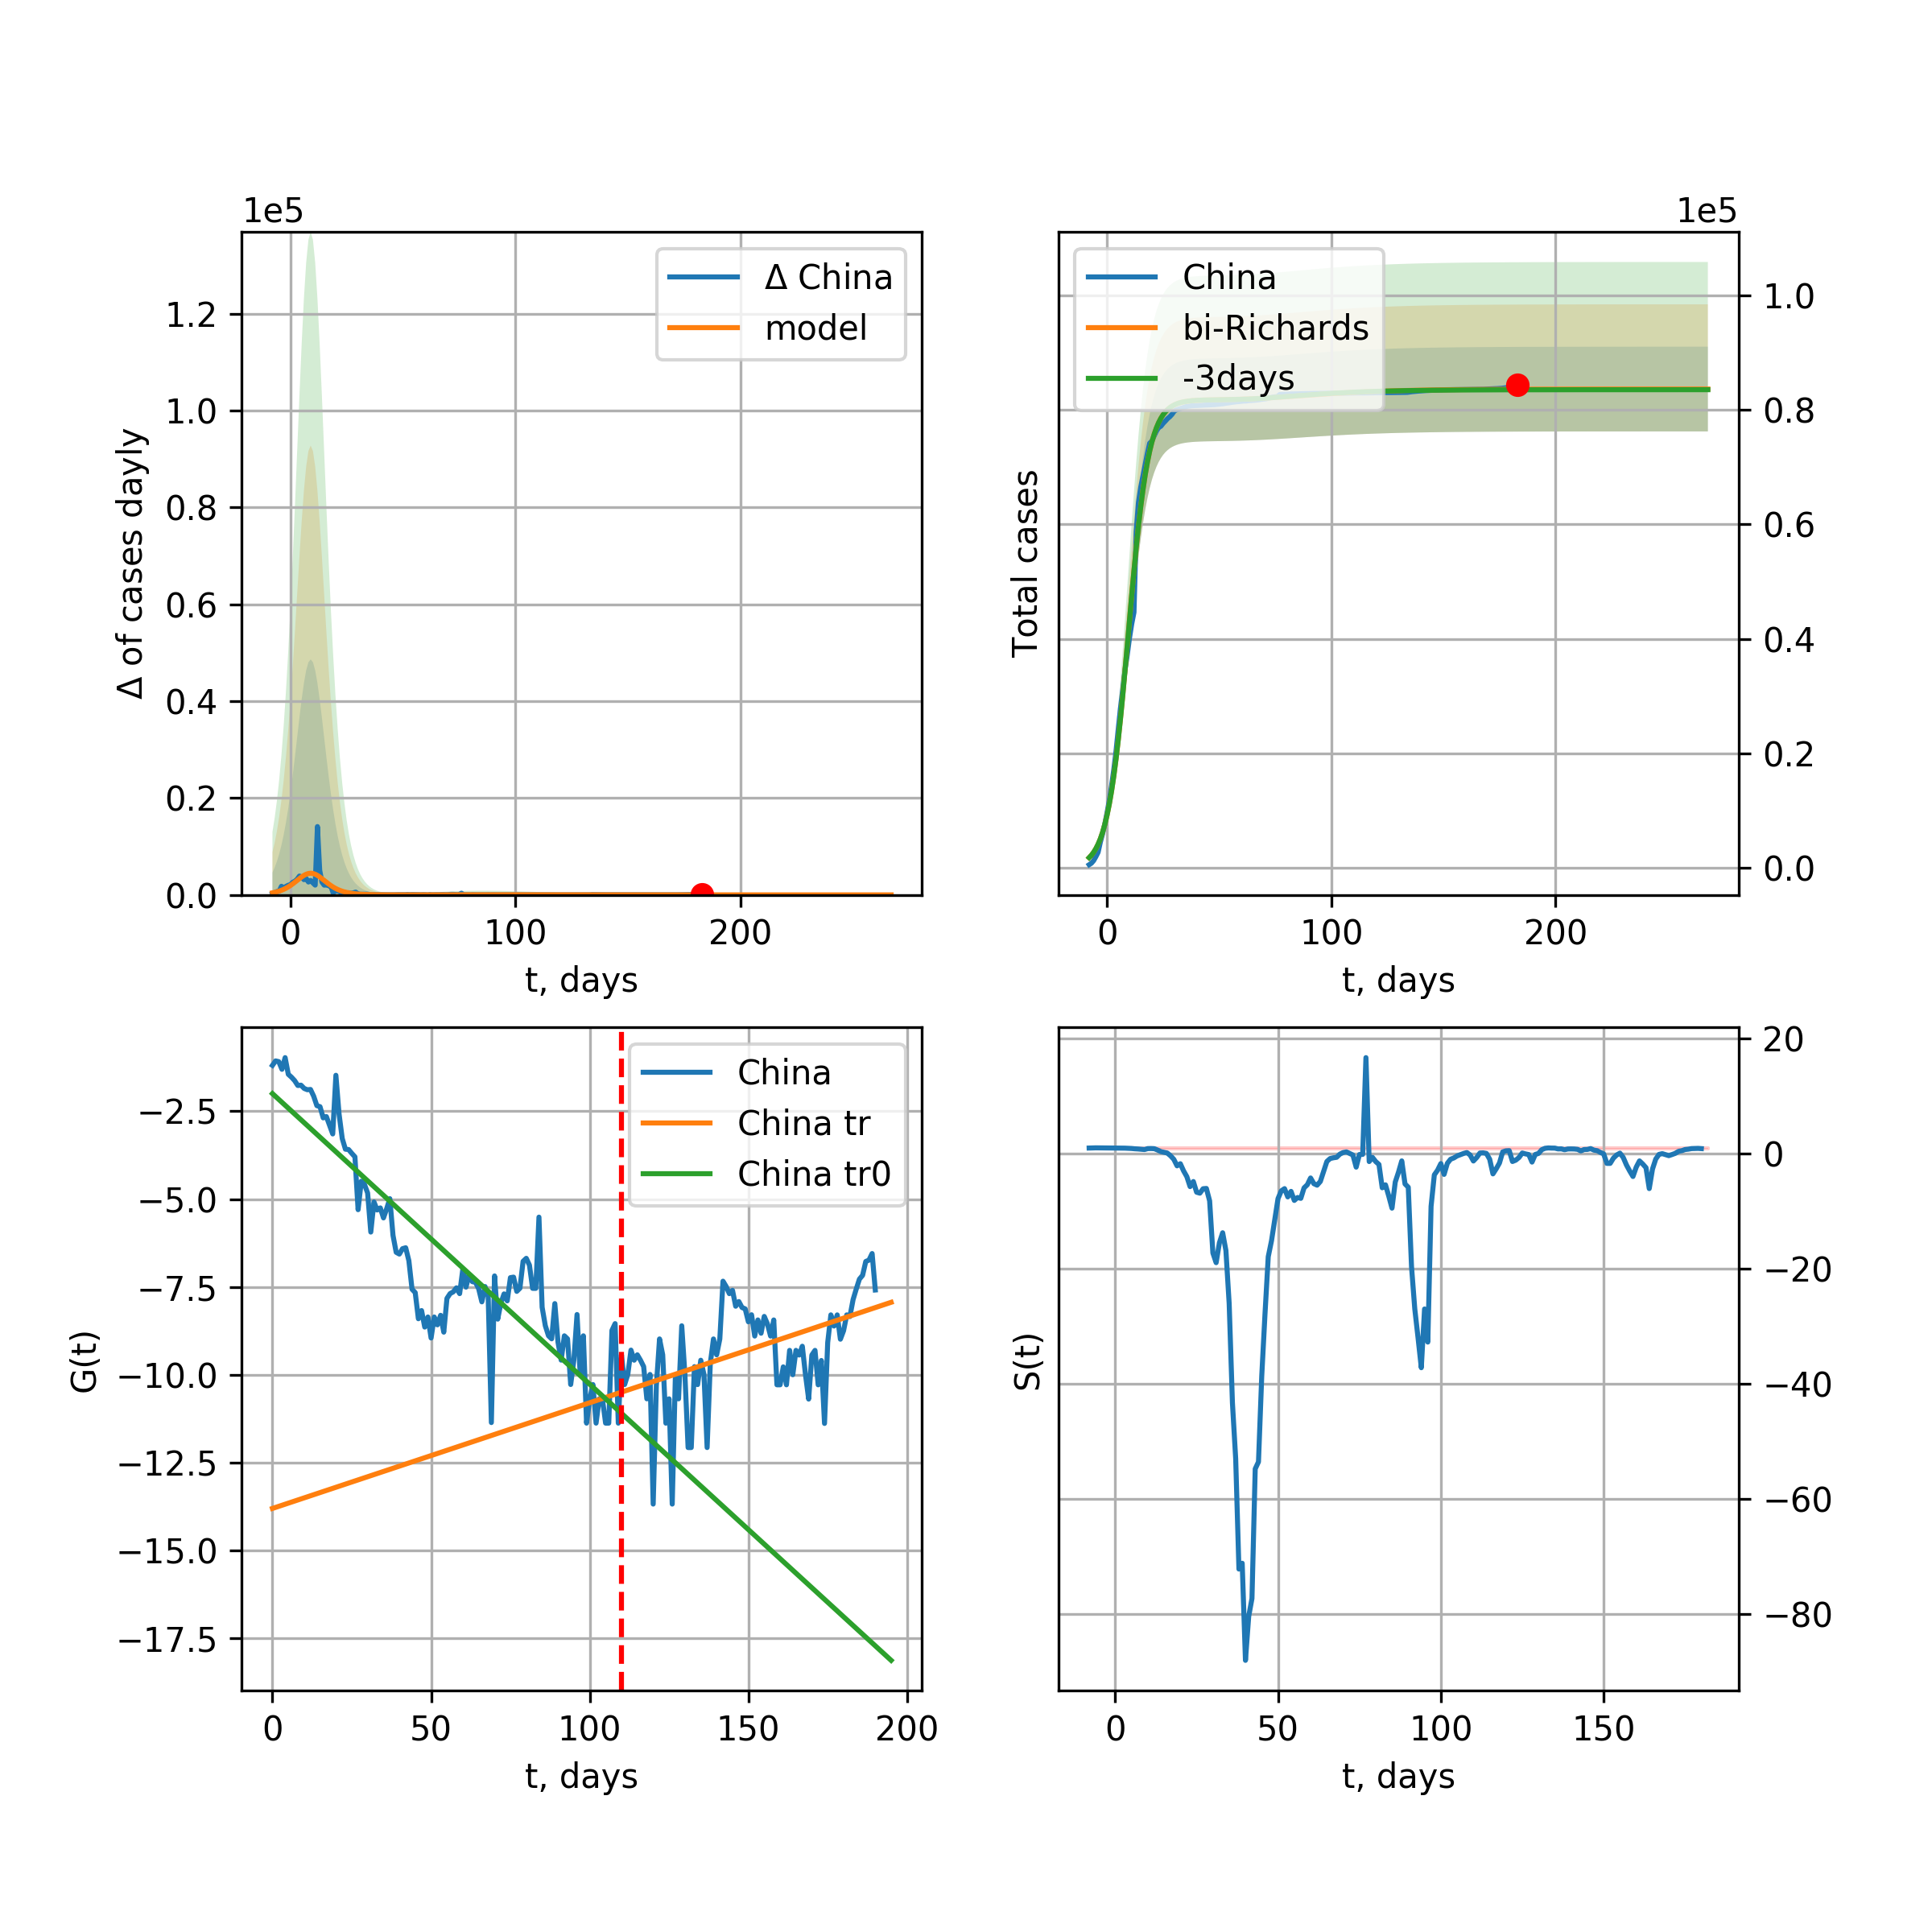 1e5
Δ of cases dayly
1.2
1.0
0.8
0.6
0.4
0.2
0.0
0 100 200
t, days
Δ China
model
1e5
Total cases
1.0
0.8
0.6
0.4
0.2
0.0
0 100 200
t, days
China
bi-Richards
-3days
G(t)
−2.5
−5.0
−7.5
−10.0
−12.5
−15.0
−17.5
0 50 100 150 200
t, days
China
China tr
China tr0
S(t)
20
0
−20
−40
−60
−80
0 50 100 150
t, days